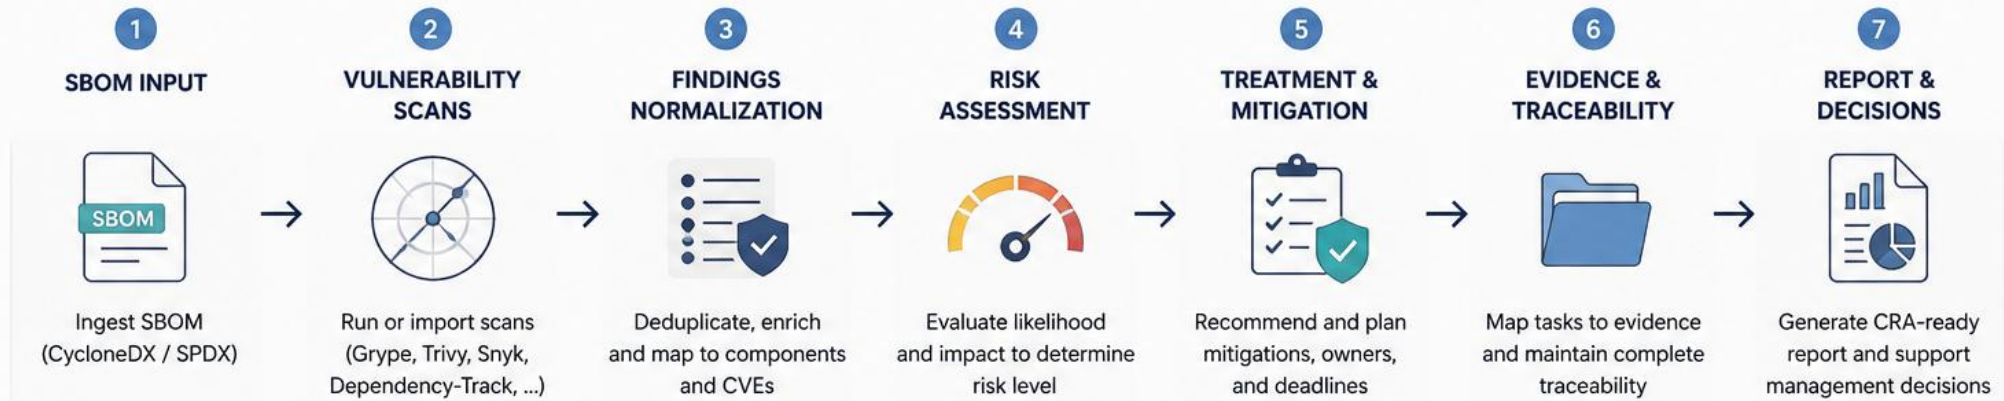 1
SBOM INPUT
SBOM
Ingest SBOM
(CycloneDX / SPDX)
2
VULNERABILITY
SCANS
Run or import scans
(Grype, Trivy, Snyk,
Dependency-Track, ...)
3
FINDINGS
NORMALIZATION
Deduplicate, enrich
and map to components
and CVEs
4
RISK
ASSESSMENT
Evaluate likelihood
and impact to determine
risk level
5
TREATMENT &
MITIGATION
Recommend and plan
mitigations, owners,
and deadlines
6
EVIDENCE &
TRACEABILITY
Map tasks to evidence
and maintain complete
traceability
7
REPORT &
DECISIONS
Generate CRA-ready
report and support
management decisions